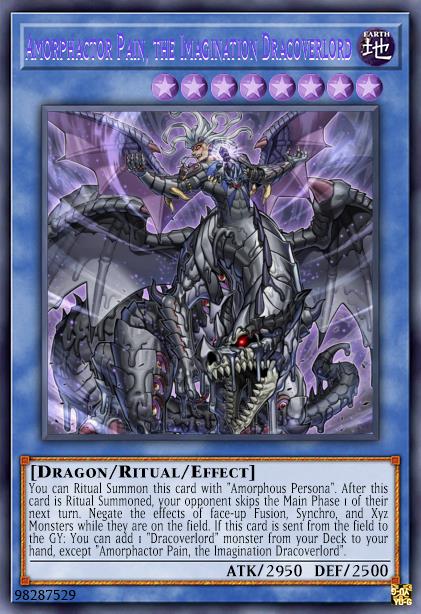 Amorphactor Pain, the Imagination Dracoverlord
EARTH
地
[Dragon/Ritual/Effect]
You can Ritual Summon this card with "Amorphous Persona". After this
card is Ritual Summoned, your opponent skips the Main Phase 1 of their
next turn. Negate the effects of face-up Fusion, Synchro, and Xyz
Monsters while they are on the field. If this card is sent from the field to
the GY: You can add 1 "Dracoverlord" monster from your Deck to your
hand, except "Amorphactor Pain, the Imagination Dracoverlord".
ATK/2950 DEF/2500
98287529